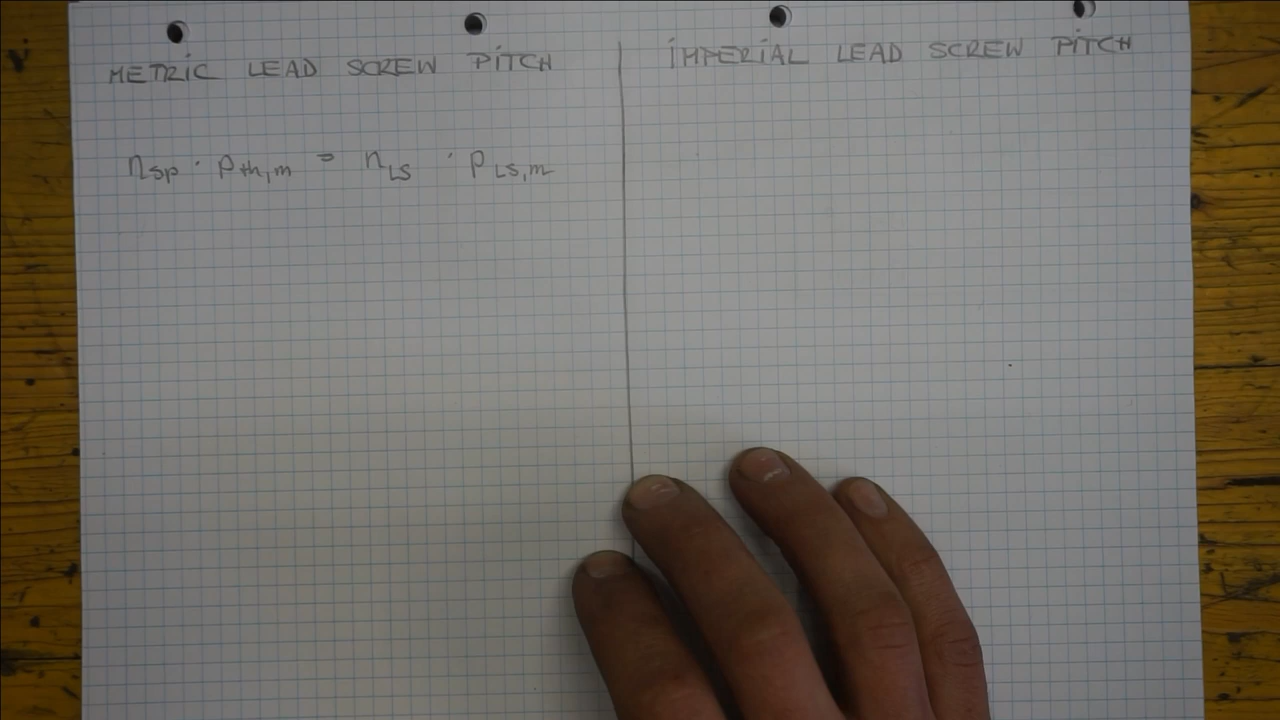 METRIC LEAD SCREW PITCH
n_sp · p_th,m = n_LS · p_LS,m
IMPERIAL LEAD SCREW PITCH